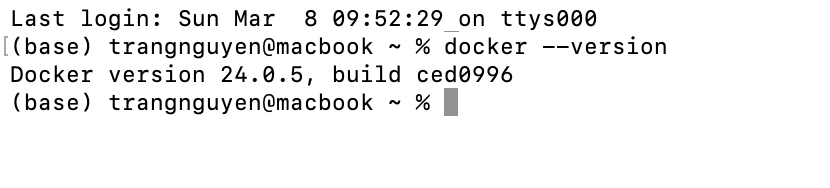 Last login: Sun Mar  8 09:52:29 on ttys000
[(base) trangnguyen@macbook ~ % docker --version
Docker version 24.0.5, build ced0996
(base) trangnguyen@macbook ~ %